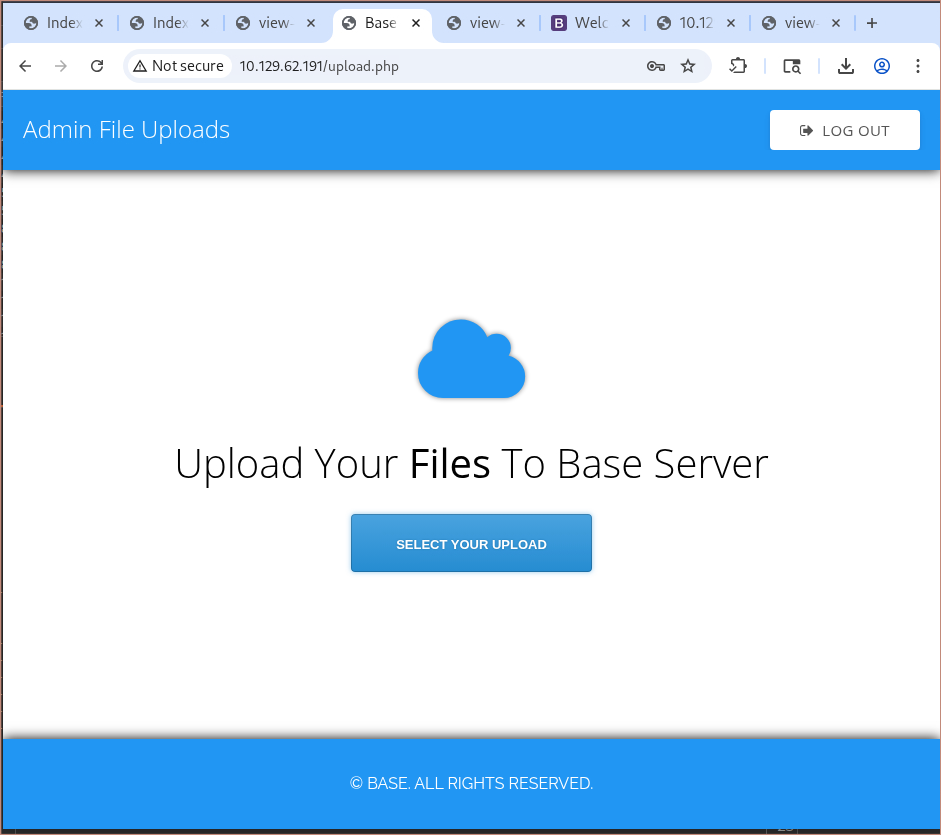 Index
Index
view-
Base
view-
Welc
10.12
view-
Not secure
10.129.62.191/upload.php
Admin File Uploads
LOG OUT
Upload Your Files To Base Server
SELECT YOUR UPLOAD
© BASE. ALL RIGHTS RESERVED.